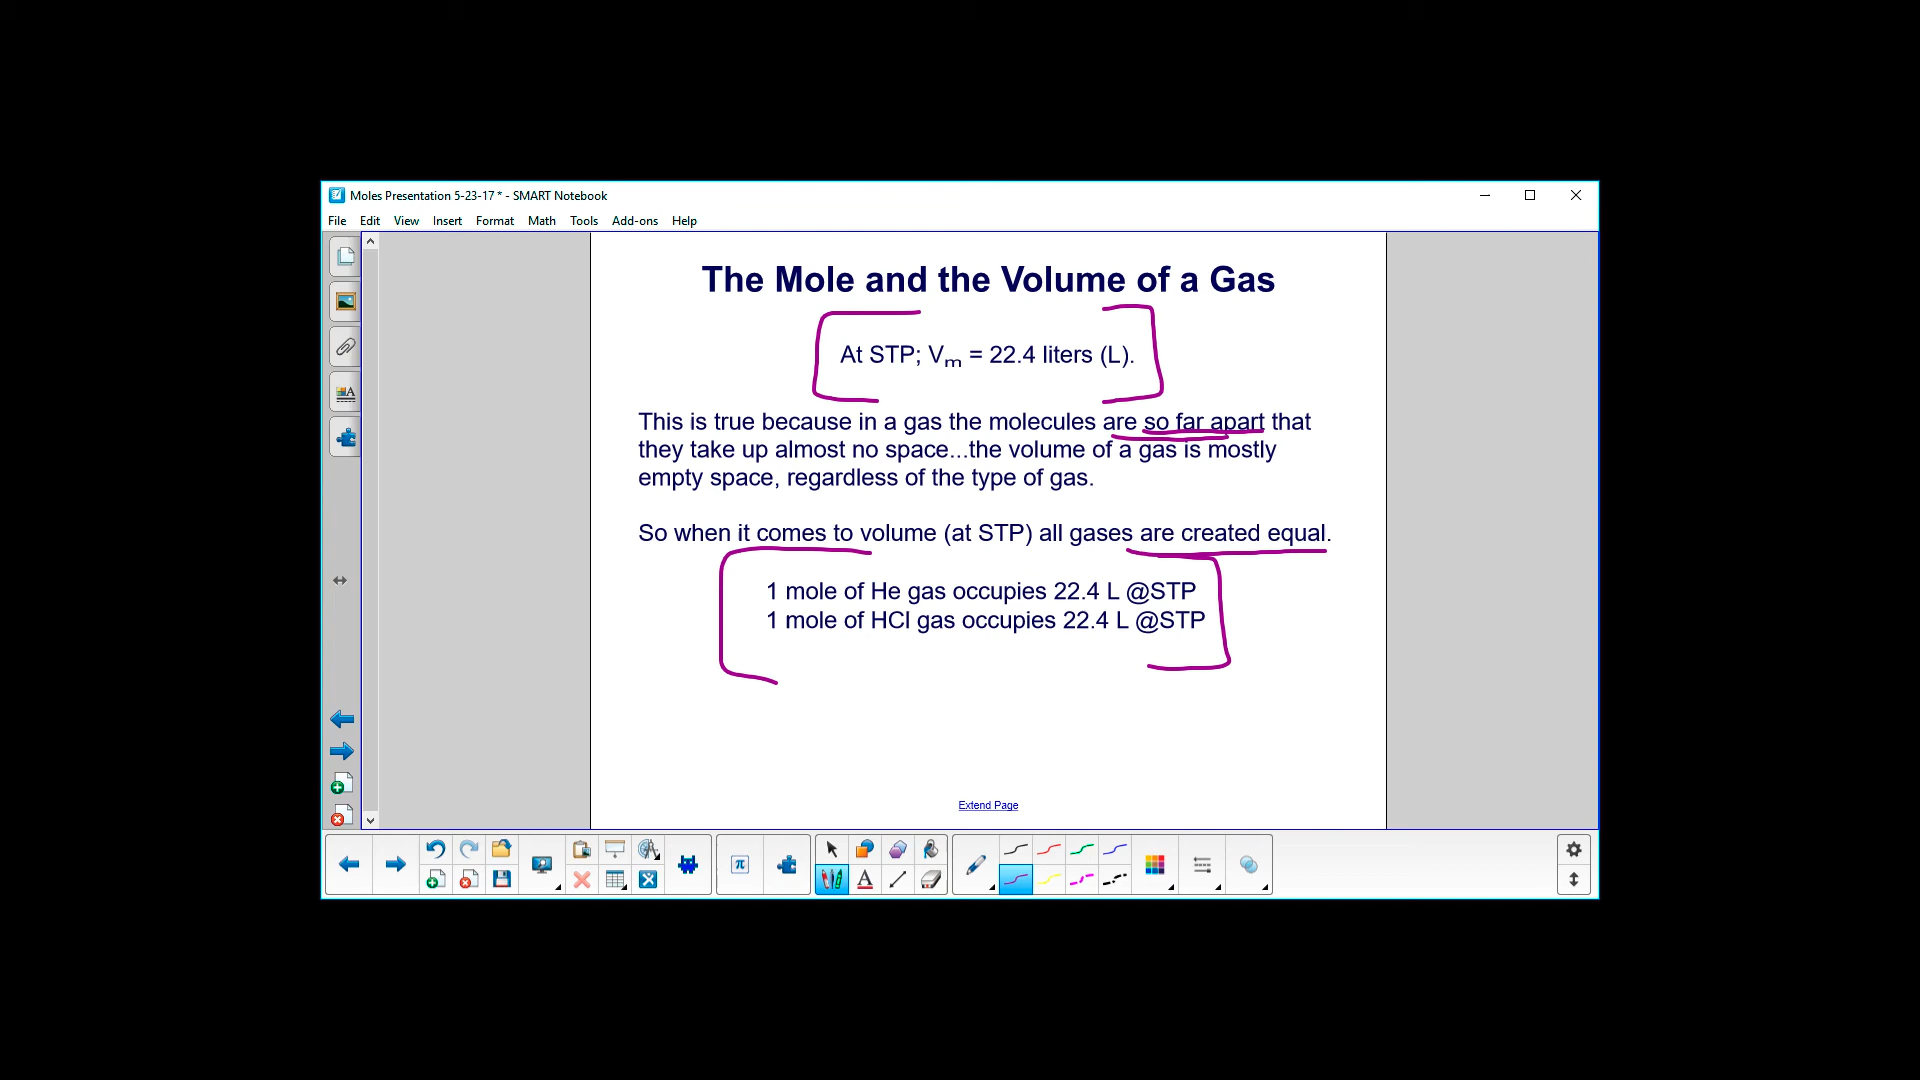 Moles Presentation 5-23-17 * - SMART Notebook
File Edit View Insert Format Math Tools Add-ons Help
The Mole and the Volume of a Gas
At STP; Vm = 22.4 liters (L).
This is true because in a gas the molecules are so far apart that
they take up almost no space...the volume of a gas is mostly
empty space, regardless of the type of gas.
So when it comes to volume (at STP) all gases are created equal.
1 mole of He gas occupies 22.4 L @STP
1 mole of HCl gas occupies 22.4 L @STP
Extend Page